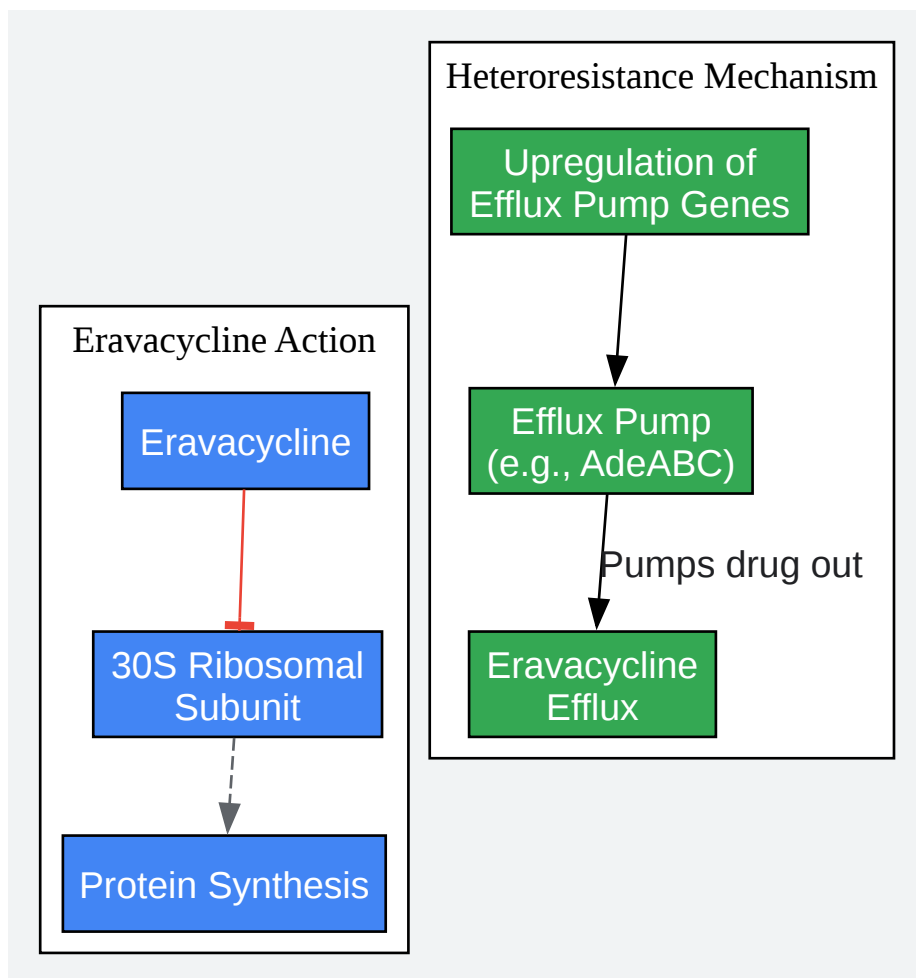 Heteroresistance Mechanism
Upregulation of
Efflux Pump Genes
Efflux Pump
(e.g., AdeABC)
Pumps drug out
Eravacycline
Efflux
Eravacycline Action
Eravacycline
30S Ribosomal
Subunit
Protein Synthesis